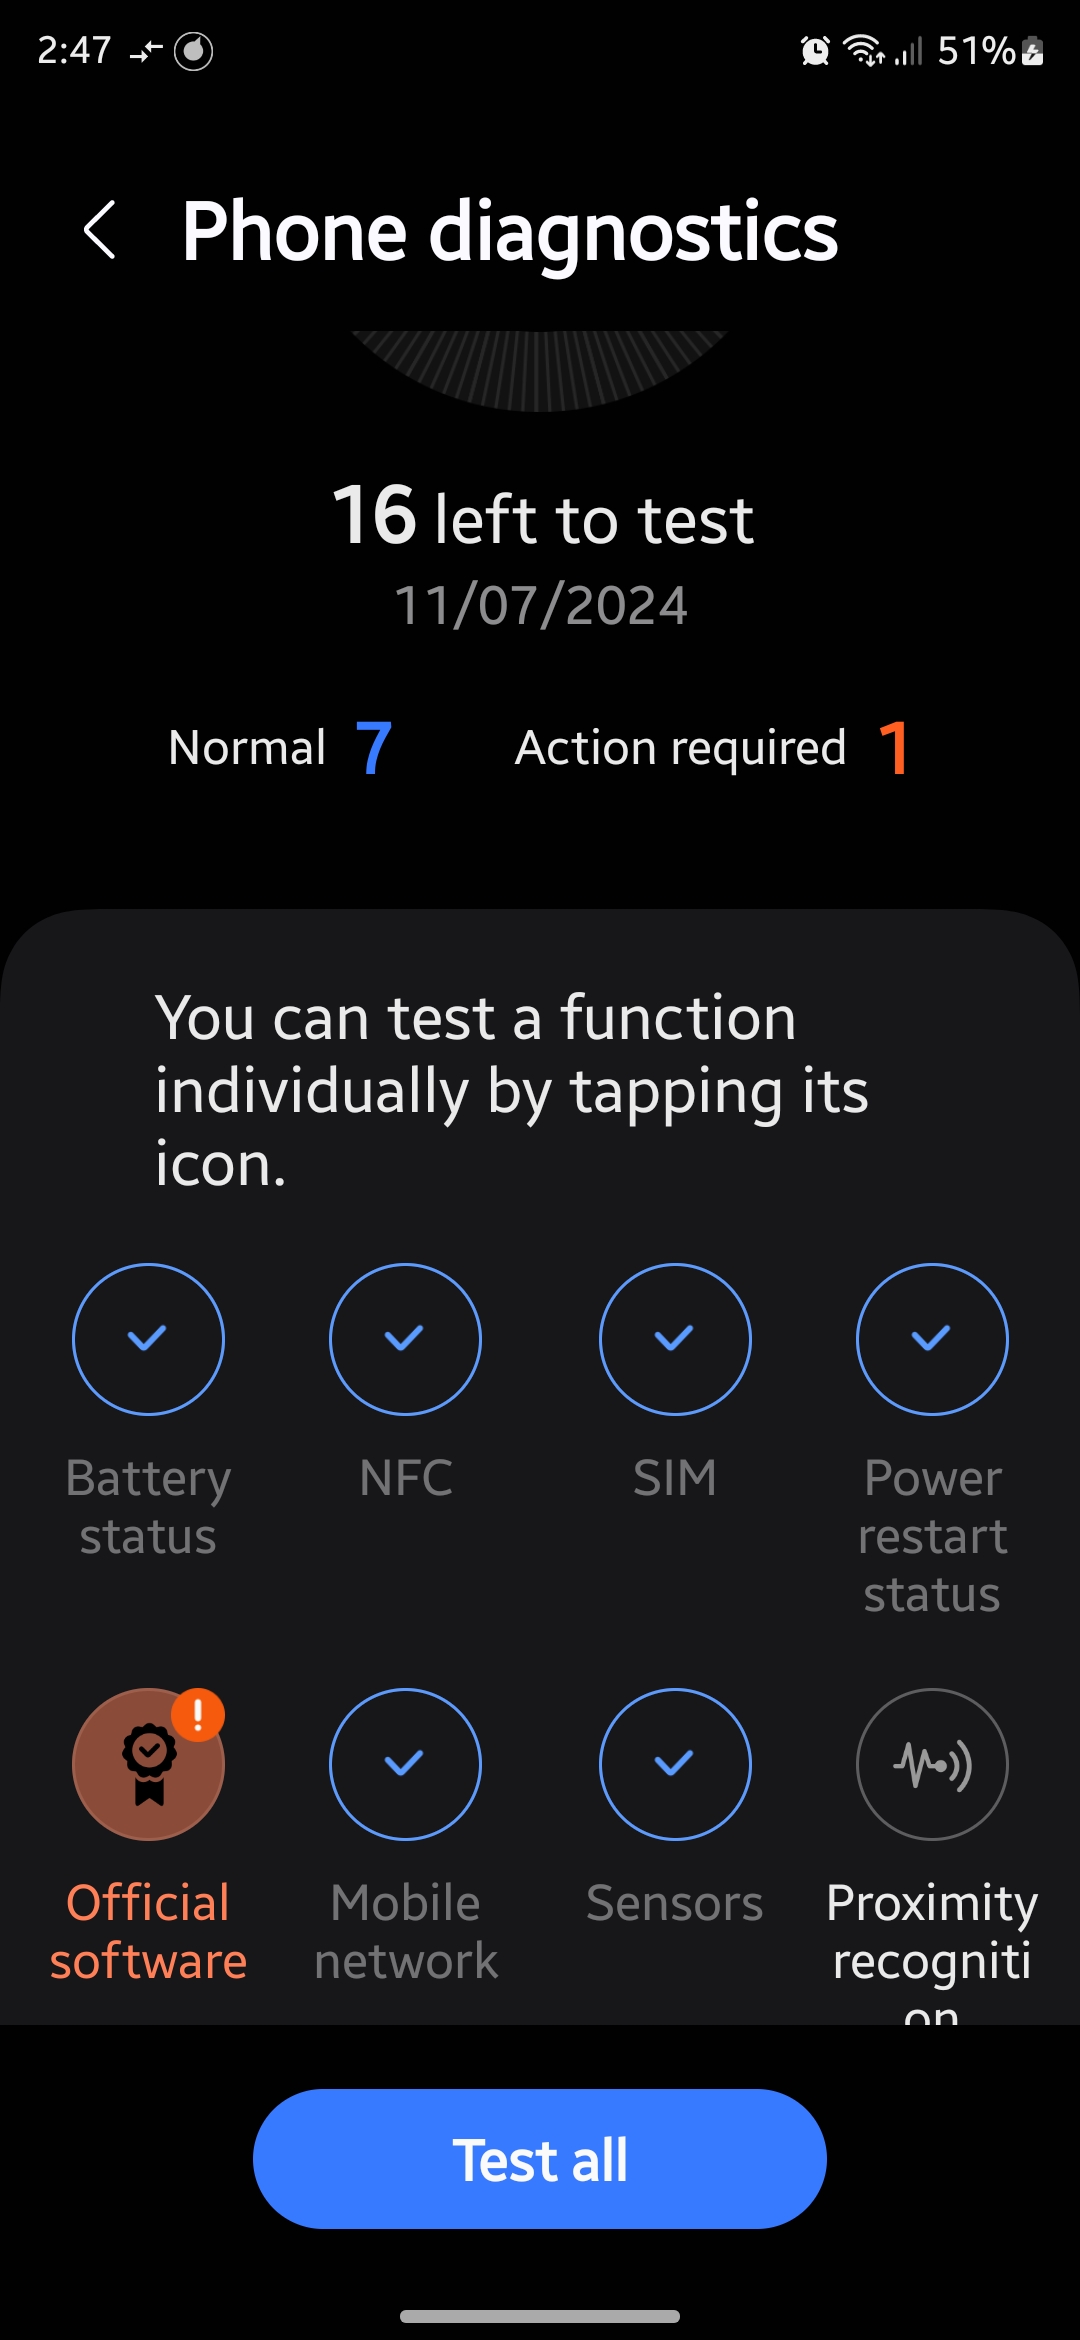 2:47 51%
Phone diagnostics
16 left to test
11/07/2024
Normal 7 Action required 1
You can test a function
individually by tapping its
icon.
Battery
status
NFC
SIM
Power
restart
status
Official
software
Mobile
network
Sensors
Proximity
recogniti
on
Test all